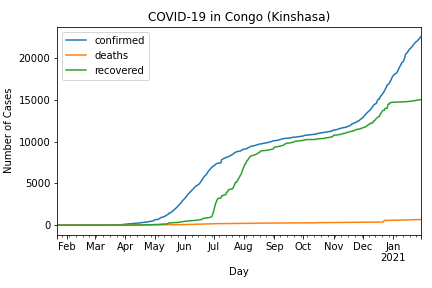 COVID-19 in Congo (Kinshasa)
confirmed
deaths
recovered
Number of Cases
20000
15000
10000
5000
0
Feb Mar Apr May Jun Jul Aug Sep Oct Nov Dec Jan
2021
Day